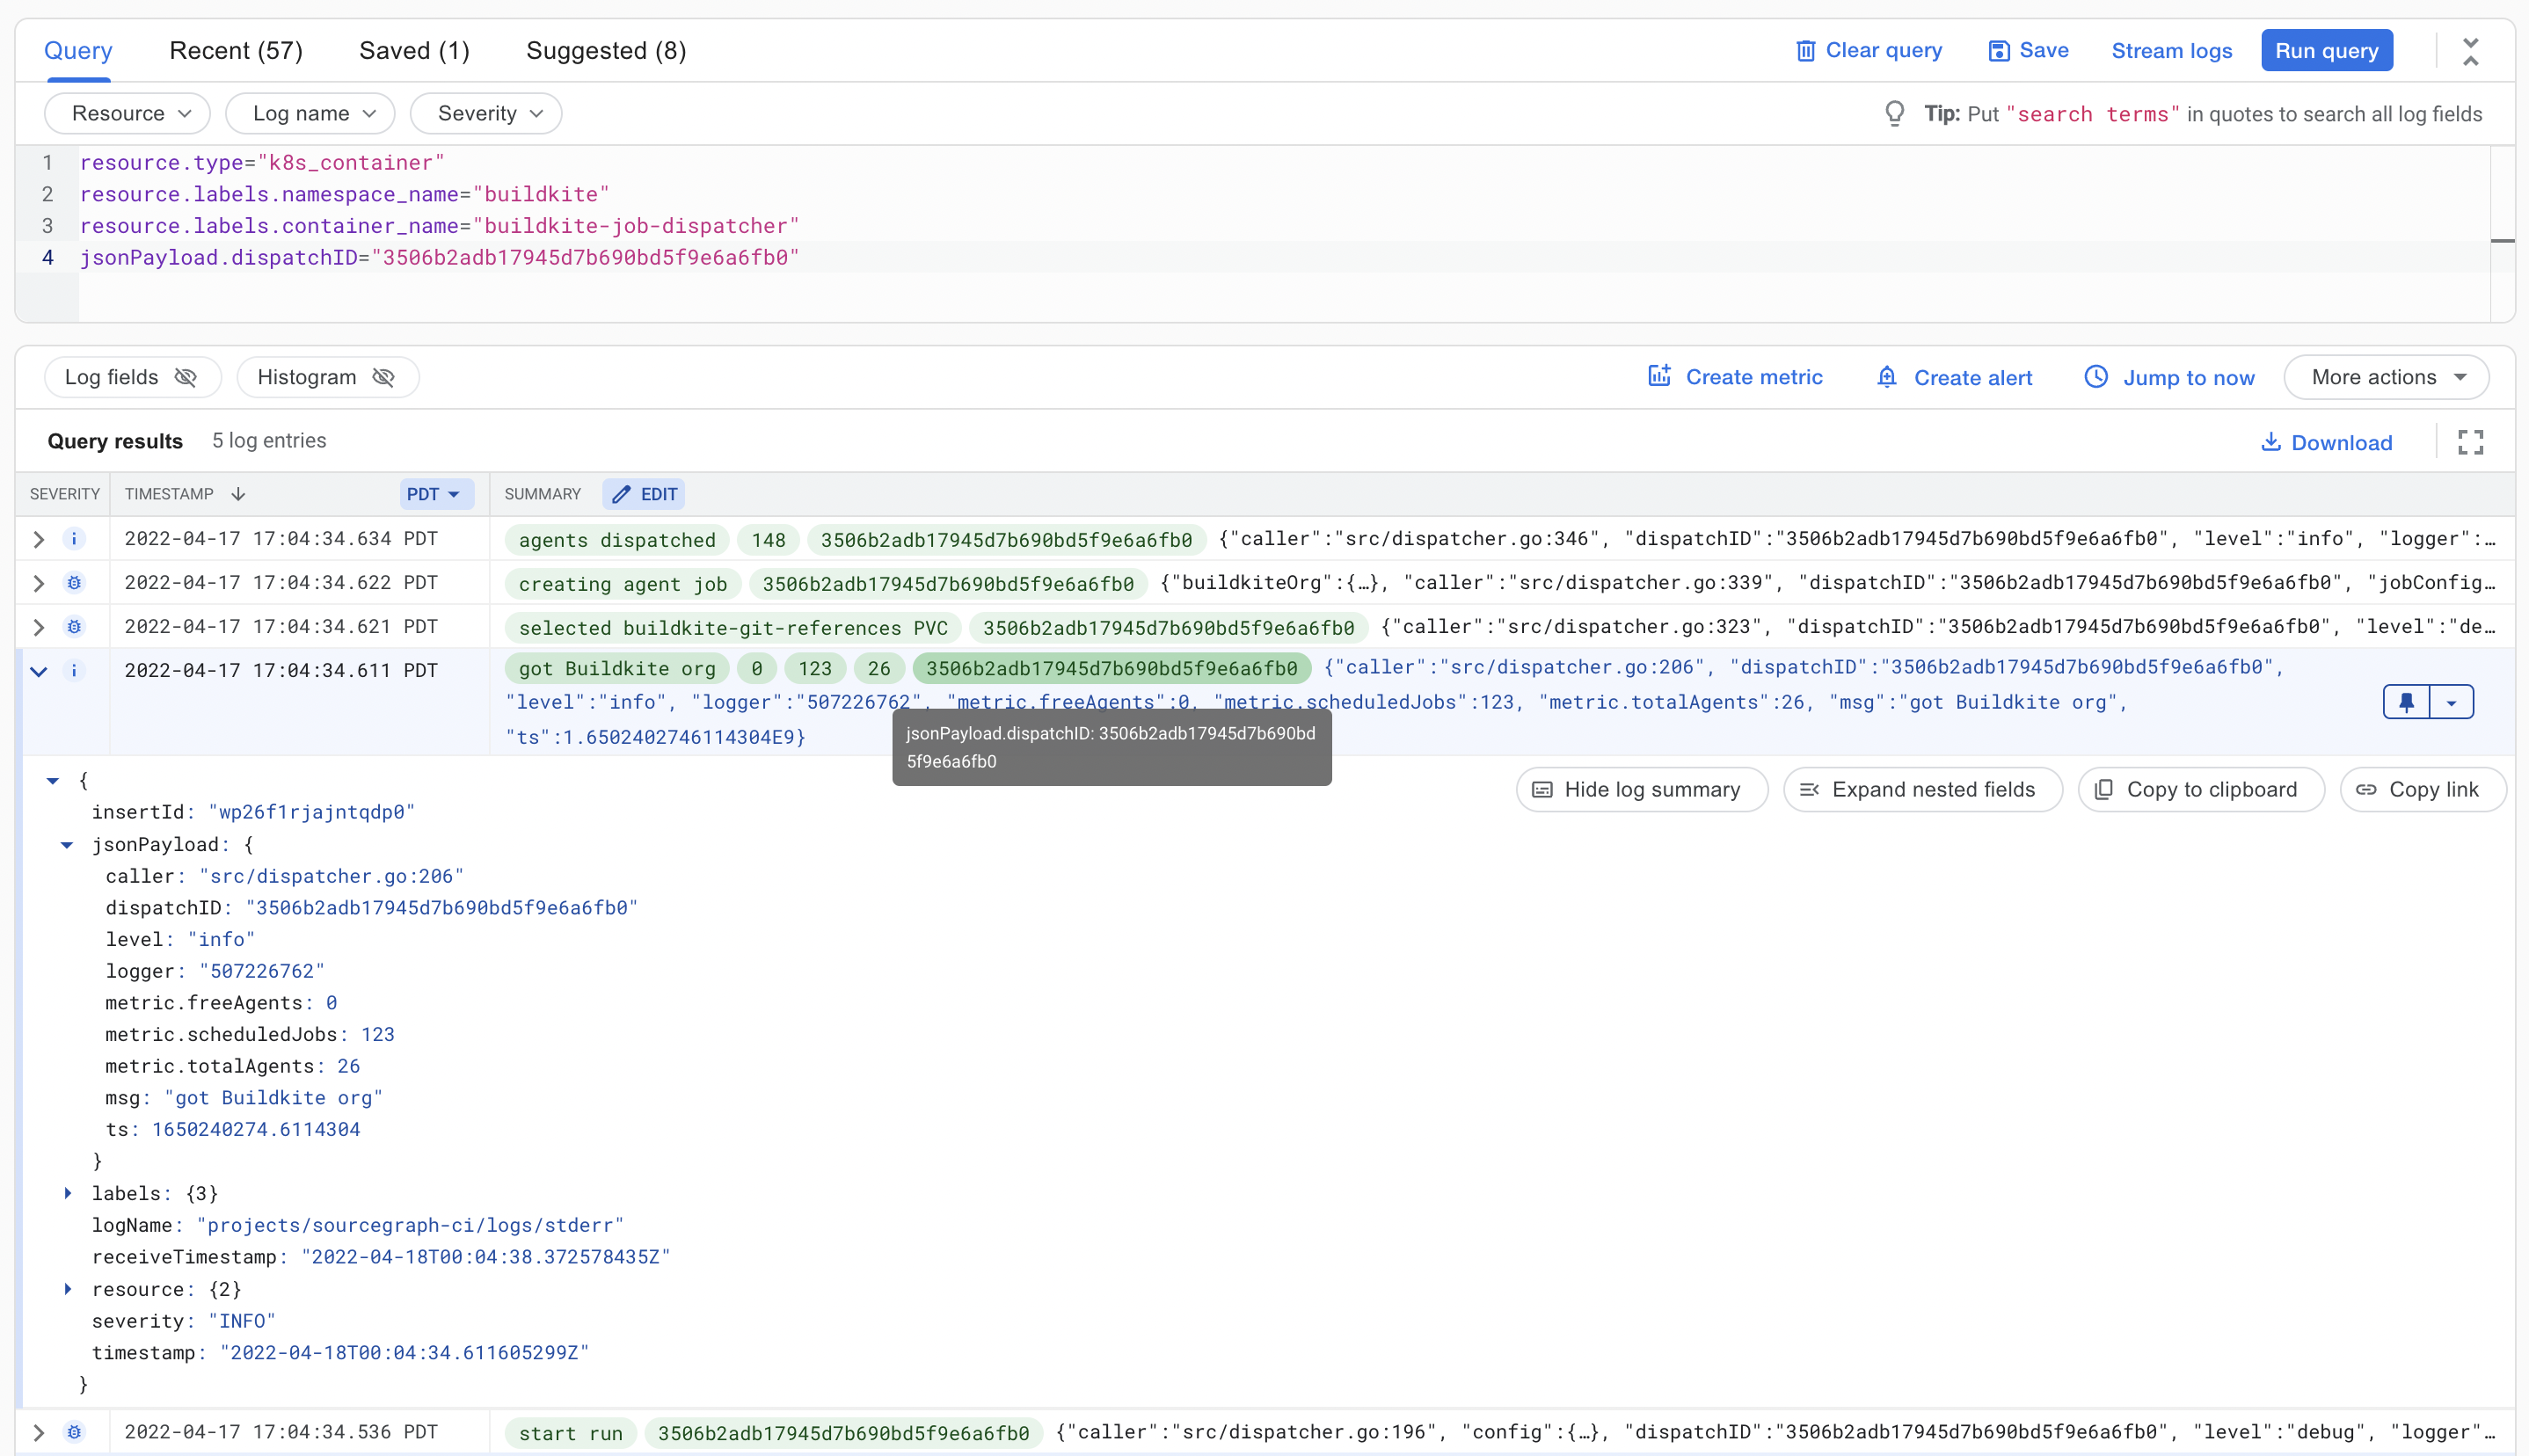 Query Recent (57) Saved (1) Suggested (8) Clear query Save Stream logs Run query
Resource Log name Severity Tip: Put "search terms" in quotes to search all log fields
1 resource.type="k8s_container"
2 resource.labels.namespace_name="buildkite"
3 resource.labels.container_name="buildkite-job-dispatcher"
4 jsonPayload.dispatchID="3506b2adb17945d7b690bd5f9e6a6fb0"
Log fields Histogram Create metric Create alert Jump to now More actions
Query results 5 log entries Download
SEVERITY TIMESTAMP PDT SUMMARY EDIT
2022-04-17 17:04:34.634 PDT agents dispatched 148 3506b2adb17945d7b690bd5f9e6a6fb0 {"caller":"src/dispatcher.go:346", "dispatchID":"3506b2adb17945d7b690bd5f9e6a6fb0", "level":"info", "logger":…
2022-04-17 17:04:34.622 PDT creating agent job 3506b2adb17945d7b690bd5f9e6a6fb0 {"buildkiteOrg":{…}, "caller":"src/dispatcher.go:339", "dispatchID":"3506b2adb17945d7b690bd5f9e6a6fb0", "jobConfig…
2022-04-17 17:04:34.621 PDT selected buildkite-git-references PVC 3506b2adb17945d7b690bd5f9e6a6fb0 {"caller":"src/dispatcher.go:323", "dispatchID":"3506b2adb17945d7b690bd5f9e6a6fb0", "level":"de…
2022-04-17 17:04:34.611 PDT got Buildkite org 0 123 26 3506b2adb17945d7b690bd5f9e6a6fb0 {"caller":"src/dispatcher.go:206", "dispatchID":"3506b2adb17945d7b690bd5f9e6a6fb0",
"level":"info", "logger":"507226762", "metric.freeAgents":0, "metric.scheduledJobs":123, "metric.totalAgents":26, "msg":"got Buildkite org",
"ts":1.6502402746114304E9}
jsonPayload.dispatchID: 3506b2adb17945d7b690bd
5f9e6a6fb0
{
Hide log summary Expand nested fields Copy to clipboard Copy link
insertId: "wp26f1rjajntqdp0"
jsonPayload: {
caller: "src/dispatcher.go:206"
dispatchID: "3506b2adb17945d7b690bd5f9e6a6fb0"
level: "info"
logger: "507226762"
metric.freeAgents: 0
metric.scheduledJobs: 123
metric.totalAgents: 26
msg: "got Buildkite org"
ts: 1650240274.6114304
}
labels: {3}
logName: "projects/sourcegraph-ci/logs/stderr"
receiveTimestamp: "2022-04-18T00:04:38.372578435Z"
resource: {2}
severity: "INFO"
timestamp: "2022-04-18T00:04:34.611605299Z"
}
2022-04-17 17:04:34.536 PDT start run 3506b2adb17945d7b690bd5f9e6a6fb0 {"caller":"src/dispatcher.go:196", "config":{…}, "dispatchID":"3506b2adb17945d7b690bd5f9e6a6fb0", "level":"debug", "logger"…